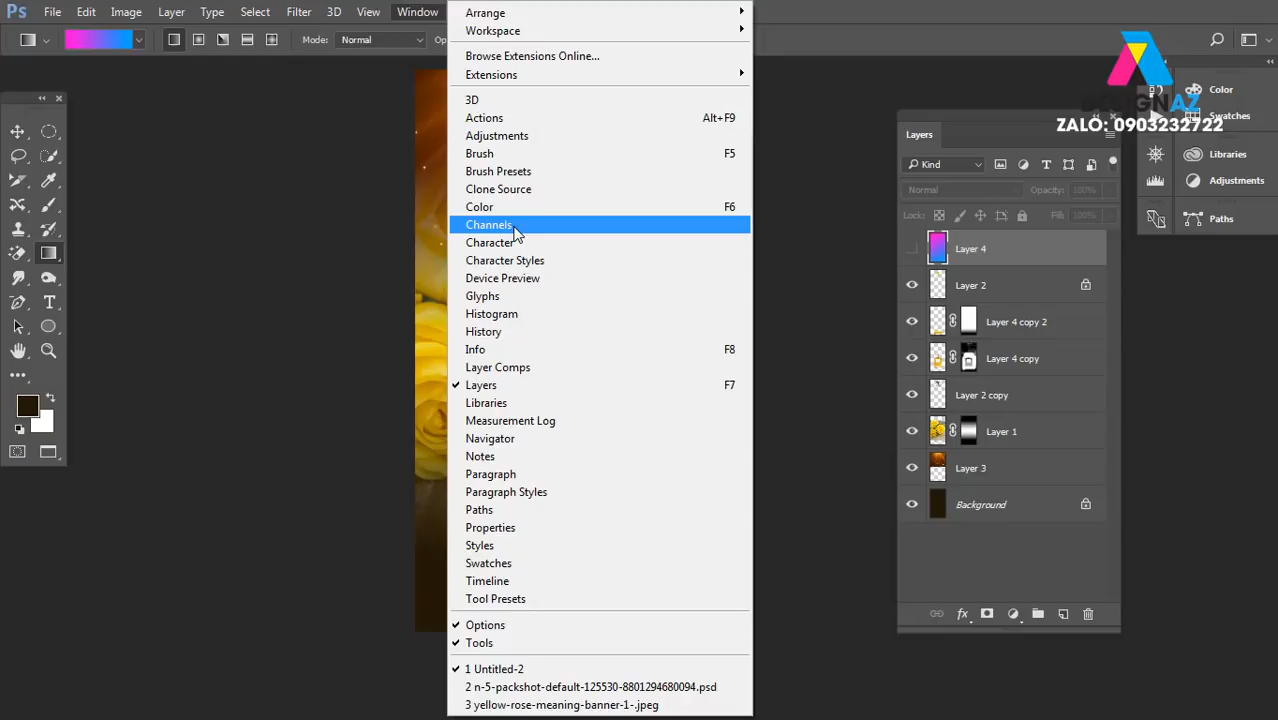 Ps File Edit Image Layer Type Select Filter 3D View Window
Mode: Normal
Arrange
Workspace
Browse Extensions Online...
Extensions
3D
Actions Alt+F9
Adjustments
Brush F5
Brush Presets
Clone Source
Color F6
Channels
Character
Character Styles
Device Preview
Glyphs
Histogram
History
Info F8
Layer Comps
Layers F7
Libraries
Measurement Log
Navigator
Notes
Paragraph
Paragraph Styles
Paths
Properties
Styles
Swatches
Timeline
Tool Presets
Options
Tools
1 Untitled-2
2 n-5-packshot-default-125530-8801294680094.psd
3 yellow-rose-meaning-banner-1-.jpeg
Layers
Kind
Normal Opacity: 100%
Lock: Fill: 100%
Layer 4
Layer 2
Layer 4 copy 2
Layer 4 copy
Layer 2 copy
Layer 1
Layer 3
Background
fx
DESIGNAZ
ZALO: 0903232722
Color
Swatches
Libraries
Adjustments
Paths